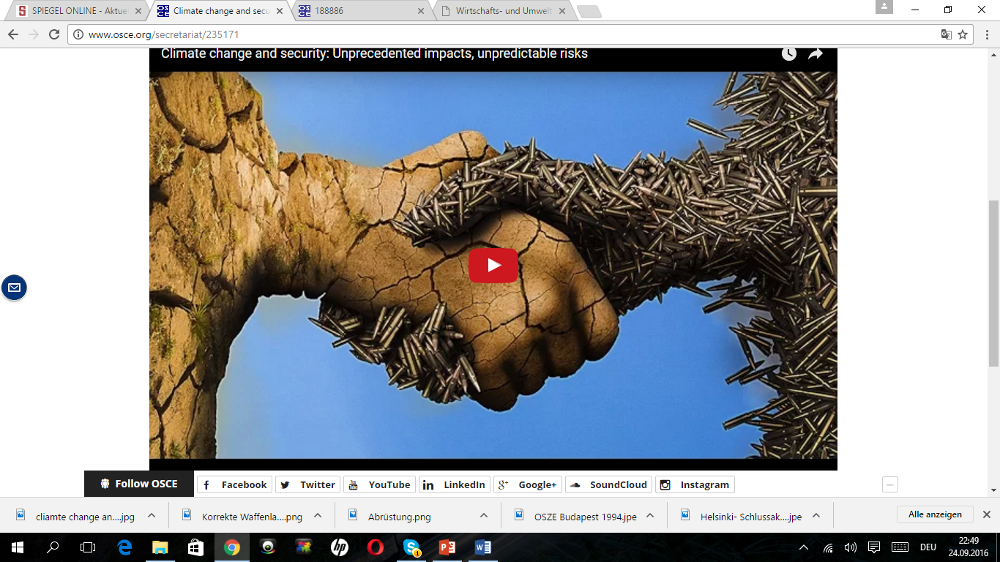 SPIEGEL ONLINE - Aktue
Climate change and secu
188886
Wirtschafts- und Umwelt
www.osce.org/secretariat/235171
Climate change and security: Unprecedented impacts, unpredictable risks
Follow OSCE
Facebook
Twitter
YouTube
LinkedIn
Google+
SoundCloud
Instagram
cliamte change an....jpg
Korrekte Waffenla....png
Abrüstung.png
OSZE Budapest 1994.jpe
Helsinki- Schlussak....jpe
Alle anzeigen
DEU
22:49
24.09.2016